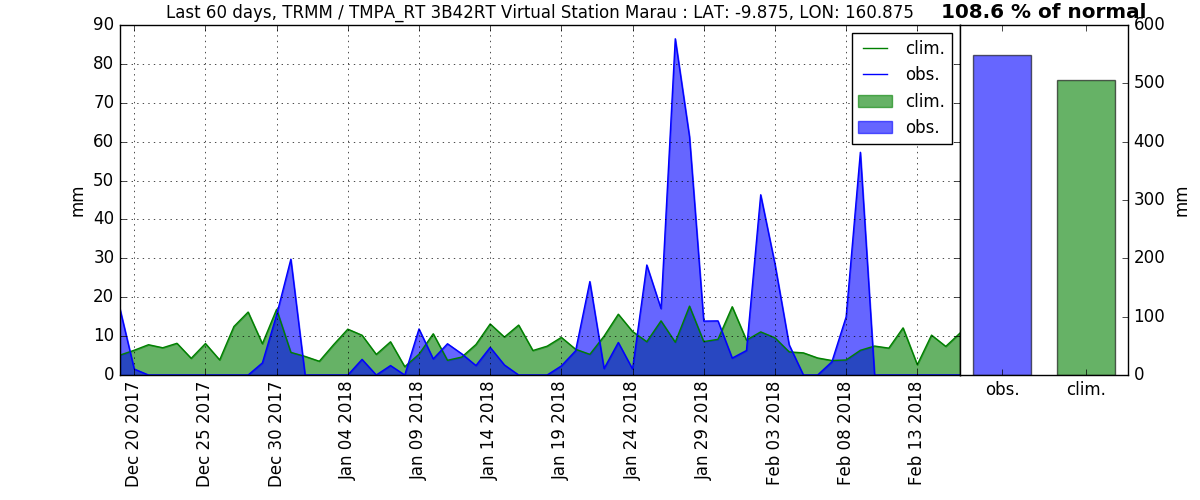 Last 60 days, TRMM / TMPA_RT 3B42RT Virtual Station Marau : LAT: -9.875, LON: 160.875
108.6 % of normal
90
80
70
60
50
40
30
20
10
0
mm
clim.
obs.
clim.
obs.
Dec 20 2017
Dec 25 2017
Dec 30 2017
Jan 04 2018
Jan 09 2018
Jan 14 2018
Jan 19 2018
Jan 24 2018
Jan 29 2018
Feb 03 2018
Feb 08 2018
Feb 13 2018
600
500
400
300
200
100
0
mm
obs.
clim.